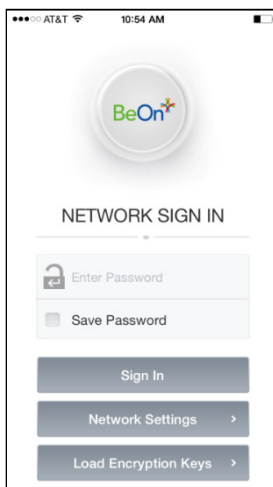 AT&T 10:54 AM
BeOn
NETWORK SIGN IN
Enter Password
Save Password
Sign In
Network Settings
Load Encryption Keys